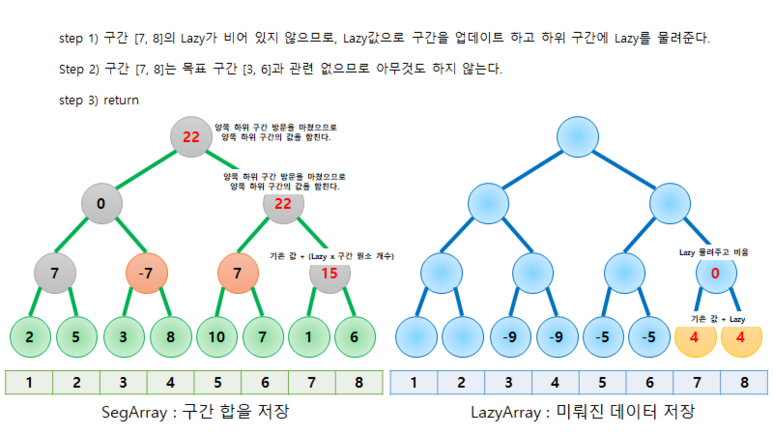 step 1) 구간 [7, 8]의 Lazy가 비어 있지 않으므로, Lazy값으로 구간을 업데이트 하고 하위 구간에 Lazy를 물려준다.
Step 2) 구간 [7, 8]는 목표 구간 [3, 6]과 관련 없으므로 아무것도 하지 않는다.
step 3) return
22
양쪽 하위 구간 방문을 마쳤으므로
양쪽 하위 구간의 값을 합친다.
양쪽 하위 구간 방문을 마쳤으므로
양쪽 하위 구간의 값을 합친다.
0
22
기존 값 + (Lazy x 구간 원소 개수)
7
-7
7
15
2
5
3
8
10
7
1
6
1 2 3 4 5 6 7 8
SegArray : 구간 합을 저장
Lazy 물려주고 비움
0
기존 값 + Lazy
-9
-9
-5
-5
4
4
1 2 3 4 5 6 7 8
LazyArray : 미뤄진 데이터 저장